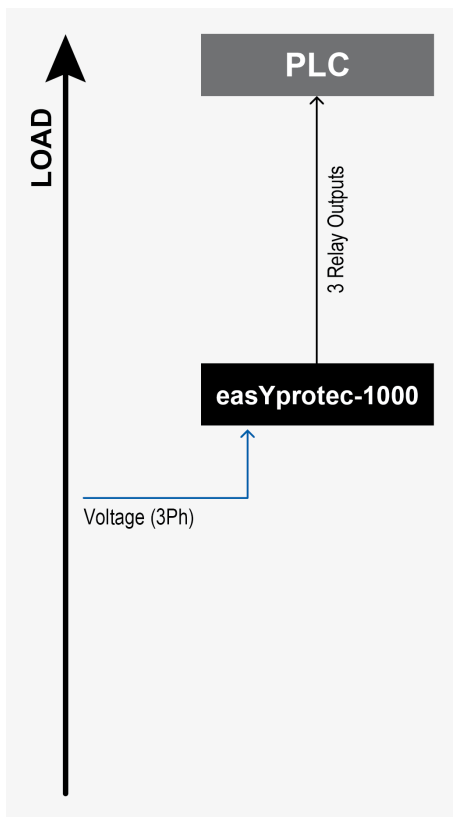 PLC
LOAD
3 Relay Outputs
easYprotec-1000
Voltage (3Ph)